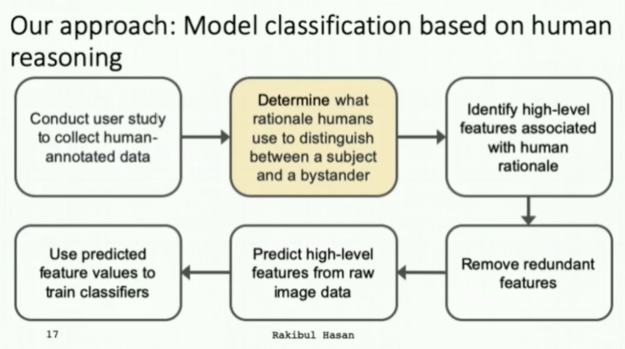 Our approach: Model classification based on human
reasoning
Conduct user study
to collect human-
annotated data
Determine what
rationale humans
use to distinguish
between a subject
and a bystander
Identify high-level
features associated
with human
rationale
Use predicted
feature values to
train classifiers
Predict high-level
features from raw
image data
Remove redundant
features
17
Rakibul Hasan